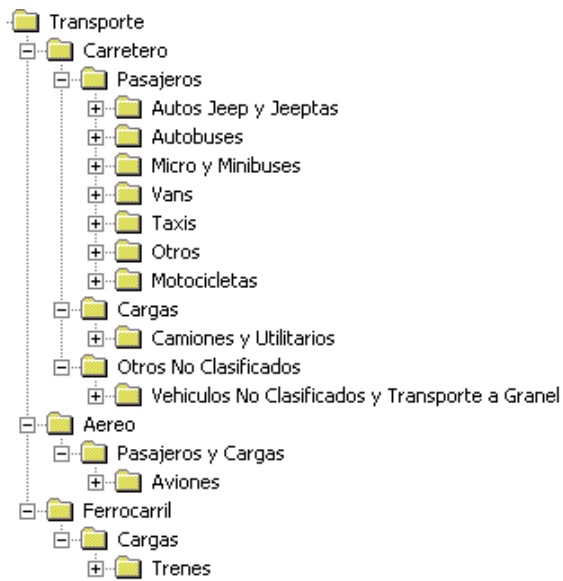 Transporte
Carretero
Pasajeros
Autos Jeep y Jeeptas
Autobuses
Micro y Minibuses
Vans
Taxis
Otros
Motocicletas
Cargas
Camiones y Utilitarios
Otros No Clasificados
Vehiculos No Clasificados y Transporte a Granel
Aereo
Pasajeros y Cargas
Aviones
Ferrocarril
Cargas
Trenes